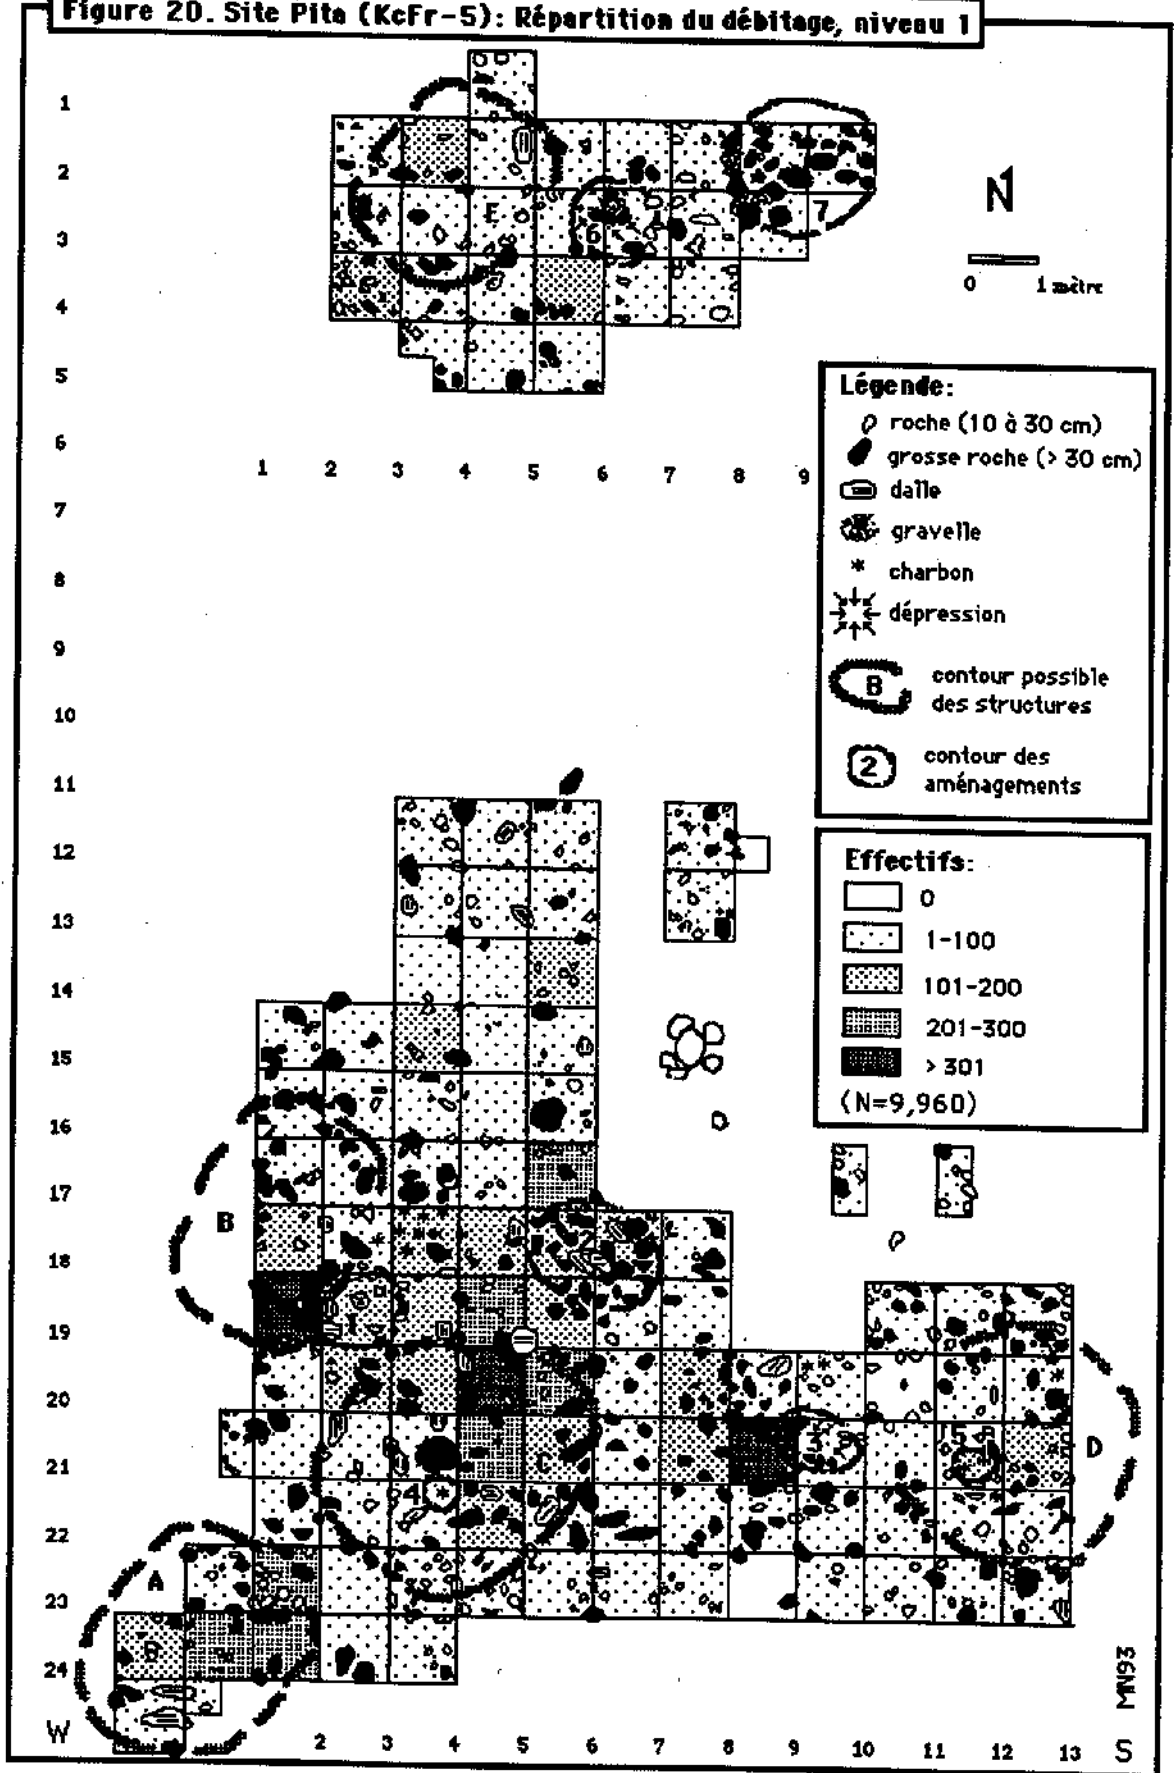 Figure 20. Site Pita (KcFr-5): Répartition du débitage, niveau 1
1
2
3
4
5
6
7
8
9
10
11
12
13
14
15
16
17
18
19
20
21
22
23
24
W
E
6
7
N
0 1 mètre
1 2 3 4 5 6 7 8 9
Légende:
roche (10 à 30 cm)
grosse roche (> 30 cm)
dalle
gravelle
charbon
dépression
B contour possible
des structures
2 contour des
aménagements
Effectifs:
0
1-100
101-200
201-300
> 301
(N=9,960)
B
2
1
C
3
5
D
4
A
MN93
2 3 4 5 6 7 8 9 10 11 12 13 S